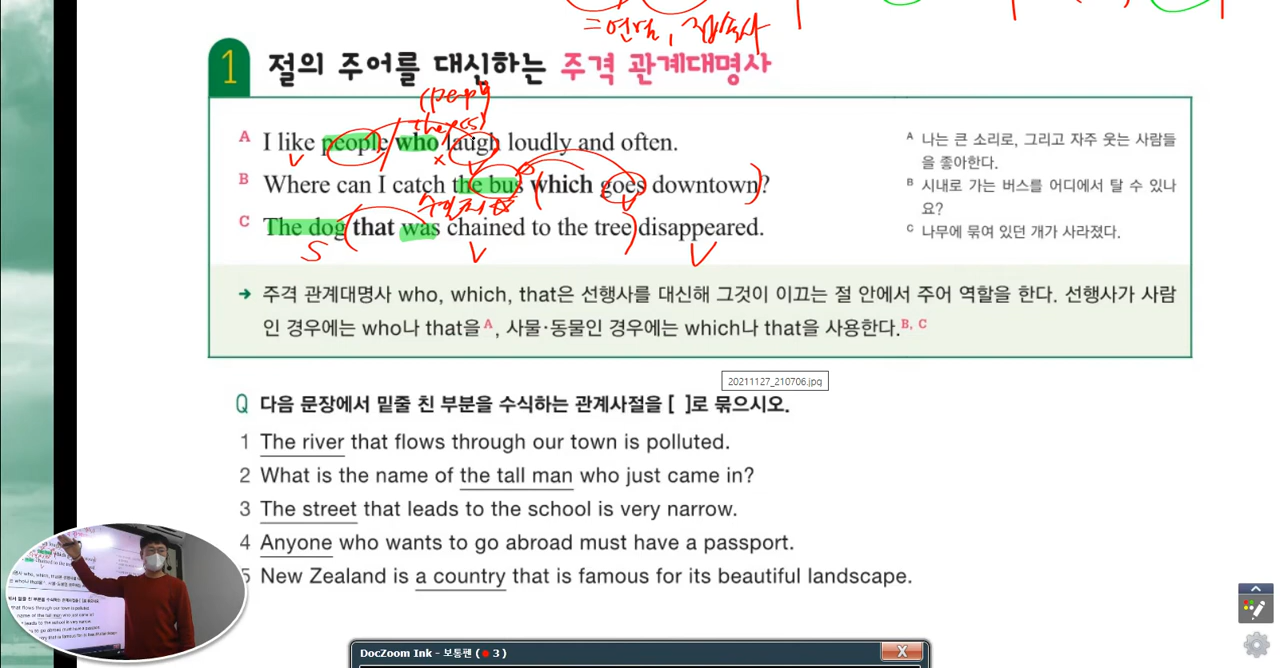 = 연결, 접속사
1 절의 주어를 대신하는 주격 관계대명사
A I like people who laugh loudly and often.
B Where can I catch the bus which goes downtown?
C The dog that was chained to the tree disappeared.
A 나는 큰 소리로, 그리고 자주 웃는 사람들
을 좋아한다.
B 시내로 가는 버스를 어디에서 탈 수 있나
요?
C 나무에 묶여 있던 개가 사라졌다.
S V V
→ 주격 관계대명사 who, which, that은 선행사를 대신해 그것이 이끄는 절 안에서 주어 역할을 한다. 선행사가 사람
인 경우에는 who나 that을A, 사물·동물인 경우에는 which나 that을 사용한다.B, C
20211127_210706.jpg
Q 다음 문장에서 밑줄 친 부분을 수식하는 관계사절을 [ ]로 묶으시오.
1 The river that flows through our town is polluted.
2 What is the name of the tall man who just came in?
3 The street that leads to the school is very narrow.
4 Anyone who wants to go abroad must have a passport.
5 New Zealand is a country that is famous for its beautiful landscape.
DocZoom Ink - 보통펜 ( 3 )